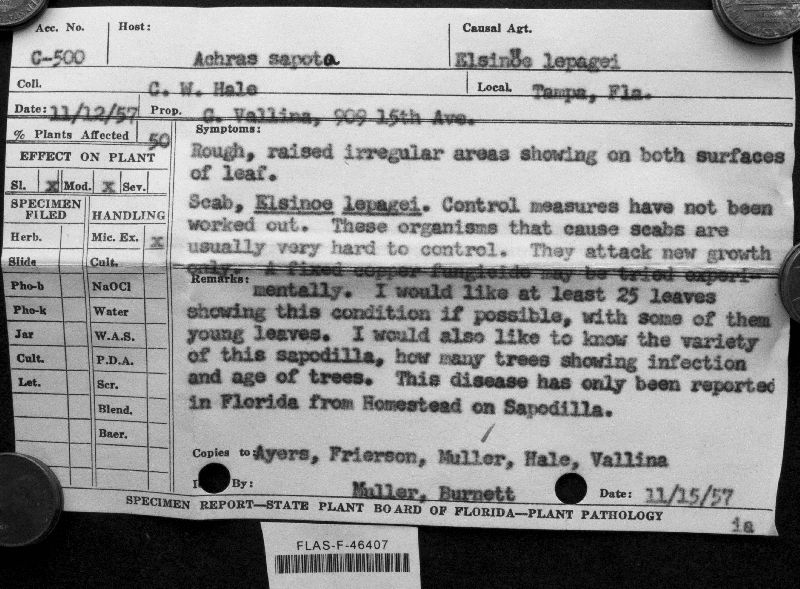 Acc. No. Host: Causal Agt.
G-500 Achras sapota Elsinöe lepagei
Coll. C. W. Hale Local. Tampa, Fla.
Date: 11/12/57 Prop. C. Vallina, 909 15th Ave.
% Plants Affected 50 Symptoms:
EFFECT ON PLANT
Sl. x Mod. x Sev.
SPECIMEN FILED HANDLING
Herb. Mic. Ex. x
Slide Cult.
Pho-b NaOCl
Pho-k Water
Jar W.A.S.
Cult. P.D.A.
Let. Scr.
Blend.
Baer.
Rough, raised irregular areas showing on both surfaces
of leaf.
Scab, Elsinoe lepagei. Control measures have not been
worked out. These organisms that cause scabs are
usually very hard to control. They attack new growth
only. A fixed copper fungicide may be tried experi-
Remarks:
mentally. I would like at least 25 leaves
showing this condition if possible, with some of them
young leaves. I would also like to know the variety
of this sapodilla, how many trees showing infection
and age of trees. This disease has only been reported
in Florida from Homestead on Sapodilla.
Copies to: Ayers, Frierson, Muller, Hale, Vallina
By: Muller, Burnett Date: 11/15/57
SPECIMEN REPORT—STATE PLANT BOARD OF FLORIDA—PLANT PATHOLOGY
ia
FLAS-F-46407